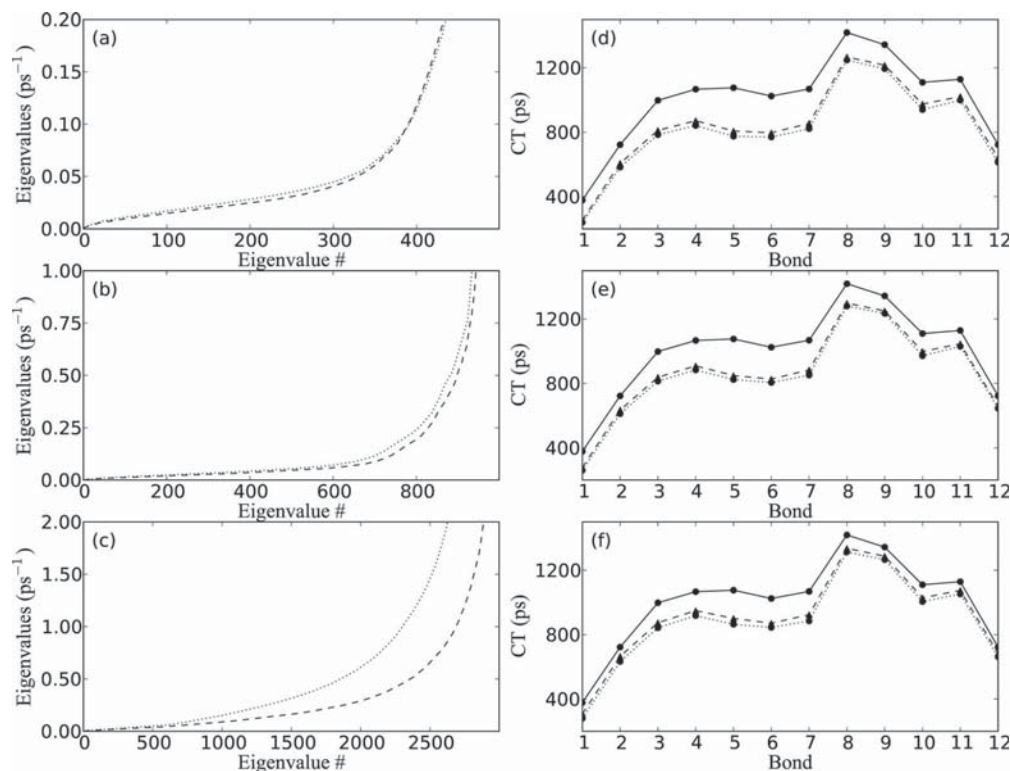 (a)
Eigenvalues (ps⁻¹)
0.20
0.15
0.10
0.05
0.00
0 100 200 300 400
Eigenvalue #
(d)
CT (ps)
1200
800
400
1 2 3 4 5 6 7 8 9 10 11 12
Bond
(b)
Eigenvalues (ps⁻¹)
1.00
0.75
0.50
0.25
0.00
0 200 400 600 800
Eigenvalue #
(e)
CT (ps)
1200
800
400
1 2 3 4 5 6 7 8 9 10 11 12
Bond
(c)
Eigenvalues (ps⁻¹)
2.00
1.50
1.00
0.50
0.00
0 500 1000 1500 2000 2500
Eigenvalue #
(f)
CT (ps)
1200
800
400
1 2 3 4 5 6 7 8 9 10 11 12
Bond